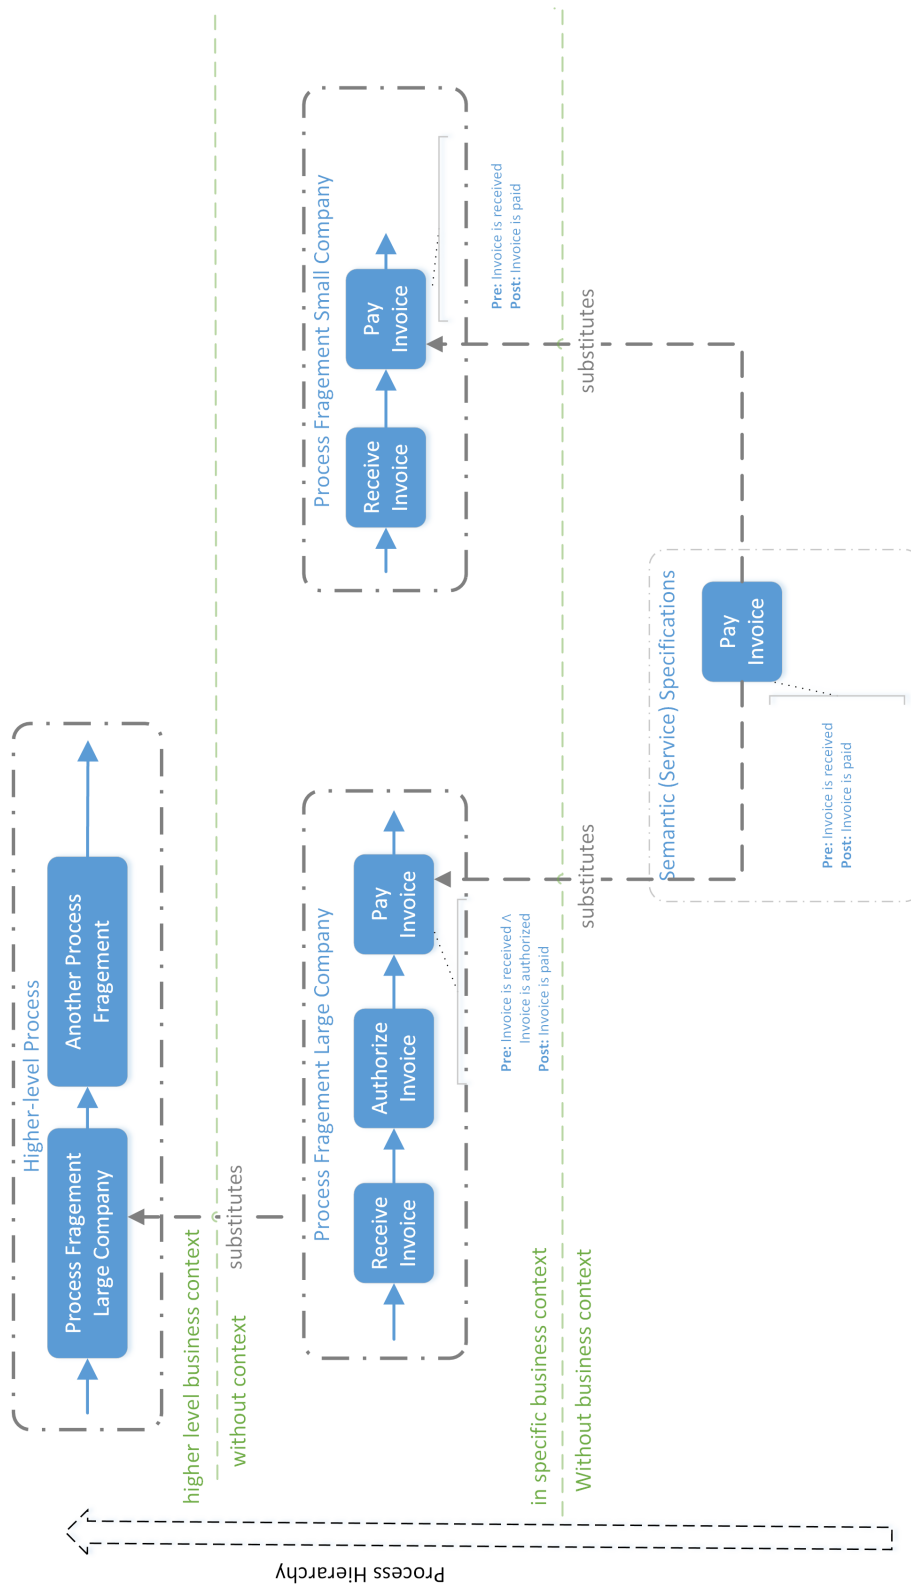 Higher-level Process
Process Fragement
Large Company
Another Process
Fragement
higher level business context
without context
substitutes
Process Fragement Large Company
Receive
Invoice
Authorize
Invoice
Pay
Invoice
Pre: Invoice is received ^
Invoice is authorized
Post: Invoice is paid
Process Fragement Small Company
Receive
Invoice
Pay
Invoice
Pre: Invoice is received
Post: Invoice is paid
in specific business context
Without business context
substitutes
substitutes
Semantic (Service) Specifications
Pay
Invoice
Pre: Invoice is received
Post: Invoice is paid
Process Hierarchy